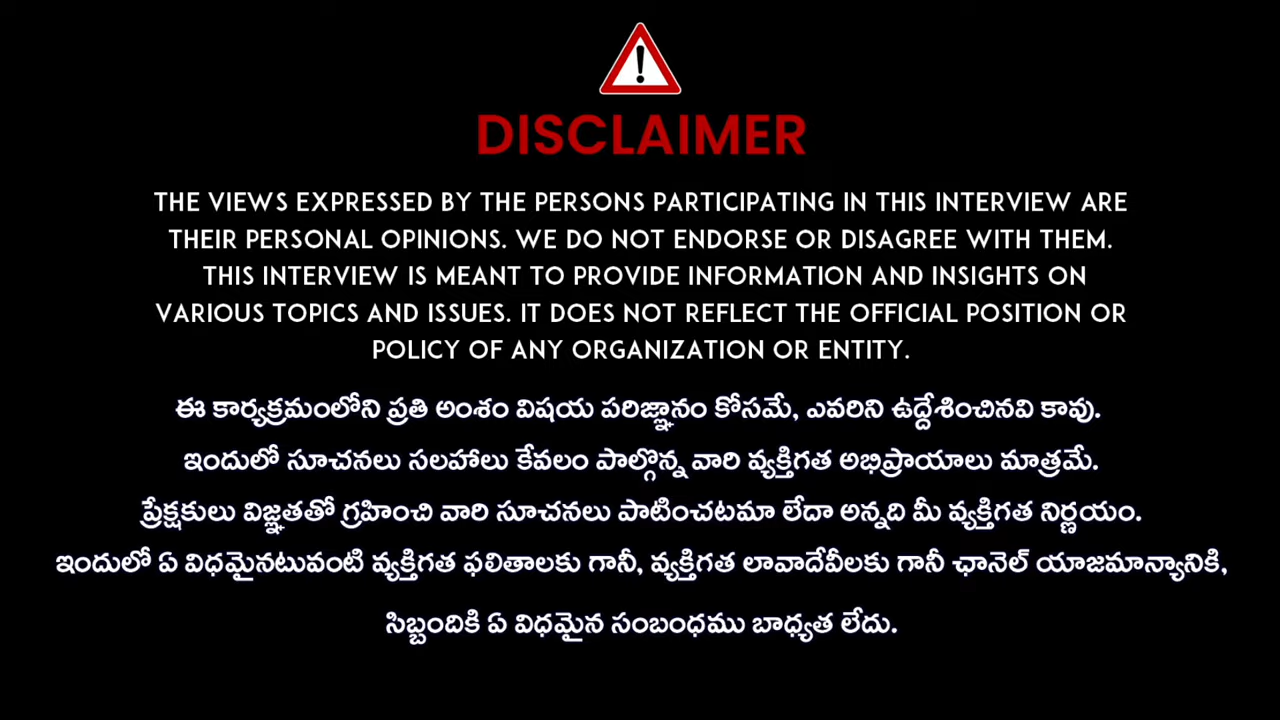 DISCLAIMER
THE VIEWS EXPRESSED BY THE PERSONS PARTICIPATING IN THIS INTERVIEW ARE
THEIR PERSONAL OPINIONS. WE DO NOT ENDORSE OR DISAGREE WITH THEM.
THIS INTERVIEW IS MEANT TO PROVIDE INFORMATION AND INSIGHTS ON
VARIOUS TOPICS AND ISSUES. IT DOES NOT REFLECT THE OFFICIAL POSITION OR
POLICY OF ANY ORGANIZATION OR ENTITY.
ఈ కార్యక్రమంలోని ప్రతి అంశం విషయ పరిజ్ఞానం కోసమే, ఎవరిని ఉద్దేశించినవి కావు.
ఇందులో సూచనలు సలహాలు కేవలం పాల్గొన్న వారి వ్యక్తిగత అభిప్రాయాలు మాత్రమే.
ప్రేక్షకులు విజ్ఞతతో గ్రహించి వారి సూచనలు పాటించటమా లేదా అన్నది మీ వ్యక్తిగత నిర్ణయం.
ఇందులో ఏ విధమైనటువంటి వ్యక్తిగత ఫలితాలకు గానీ, వ్యక్తిగత లావాదేవీలకు గానీ ఛానెల్ యాజమాన్యానికి,
సిబ్బందికి ఏ విధమైన సంబంధము బాధ్యత లేదు.